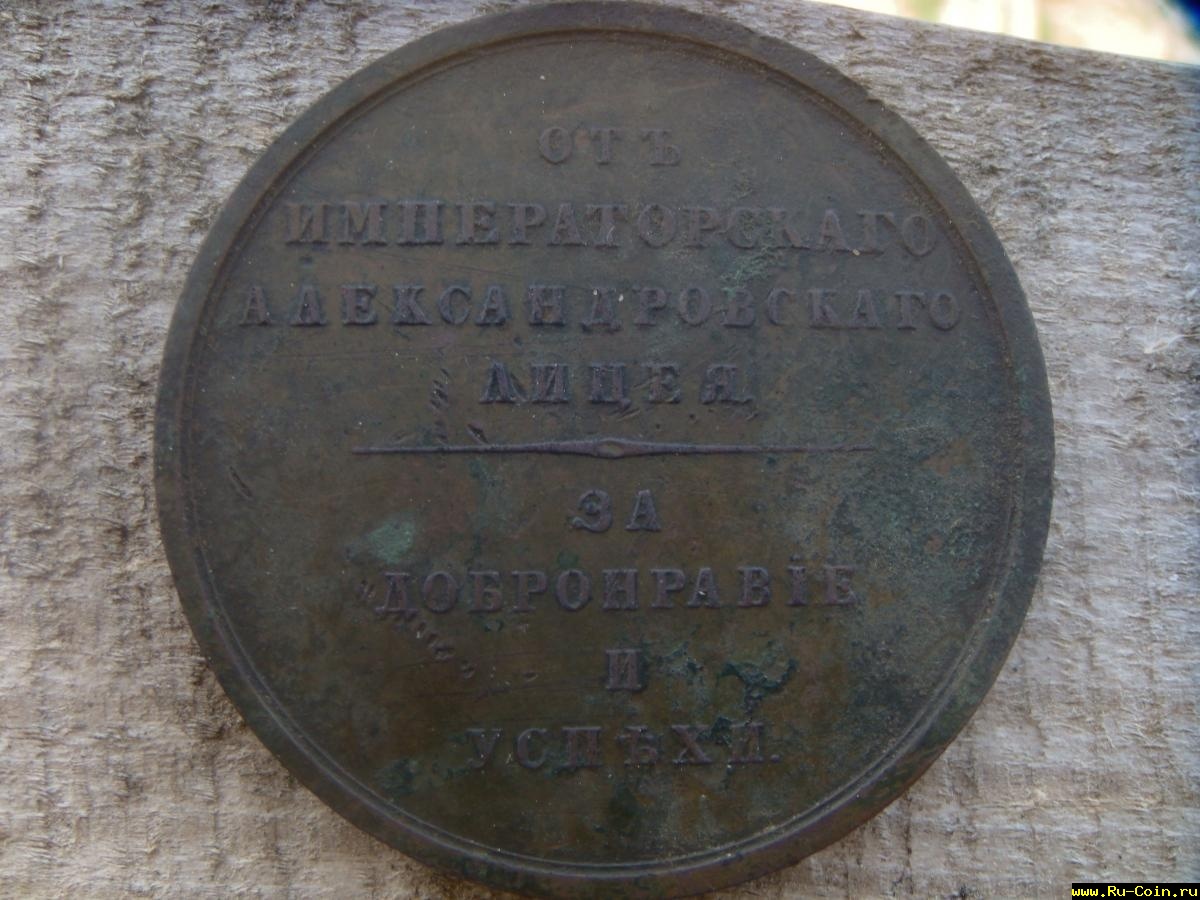 ОТЪ
ИМПЕРАТОРСКАГО
АЛЕКСАНДРОВСКАГО
ЛИЦЕЯ
ЗА
ДОБРОНРАВІЕ
И
УСПѢХИ.
www.Ru-Coin.ru